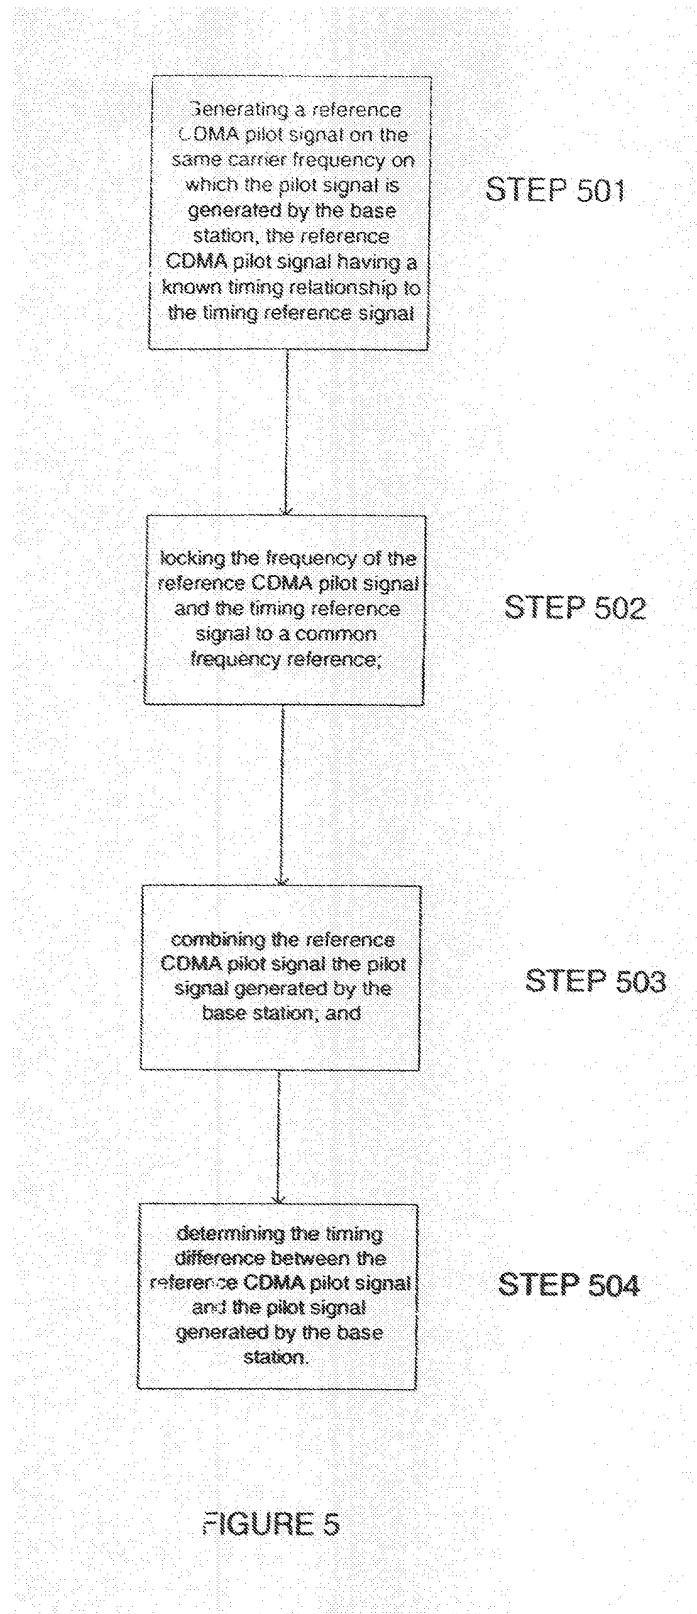 Generating a reference
CDMA pilot signal on the
same carrier frequency on
which the pilot signal is
generated by the base
station, the reference
CDMA pilot signal having a
known timing relationship to
the timing reference signal
STEP 501
locking the frequency of the
reference CDMA pilot signal
and the timing reference
signal to a common
frequency reference;
STEP 502
combining the reference
CDMA pilot signal the pilot
signal generated by the
base station; and
STEP 503
determining the timing
difference between the
reference CDMA pilot signal
and the pilot signal
generated by the base
station.
STEP 504
FIGURE 5